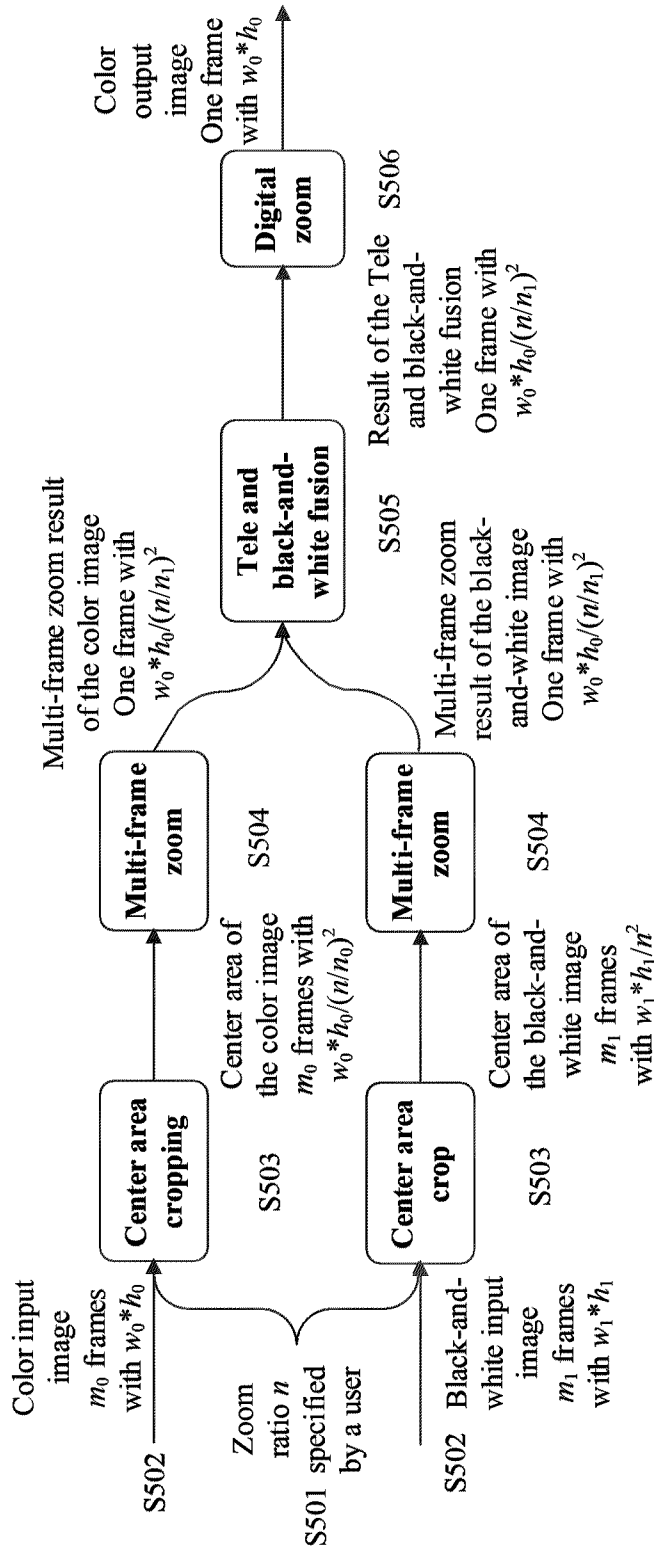 Color input
image
m₀ frames
with w₀*h₀
S502
Zoom
ratio n
S501 specified
by a user
S502
Black-and-
white input
image
m₁ frames
with w₁*h₁
Center area
cropping
S503
Center area
crop
S503
Center area of
the color image
m₀ frames with
w₀*h₀/(n/n₀)²
Center area of
the black-and-
white image
m₁ frames
with w₁*h₁/n²
Multi-frame
zoom
S504
Multi-frame
zoom
S504
Multi-frame zoom result
of the color image
One frame with
w₀*h₀/(n/n₁)²
Multi-frame zoom
result of the black-
and-white image
One frame with
w₀*h₀/(n/n₁)²
Tele and
black-and-
white fusion
S505
Result of the Tele
and black-and-
white fusion
One frame with
w₀*h₀/(n/n₁)²
Digital
zoom
S506
Color
output
image
One frame
with w₀*h₀